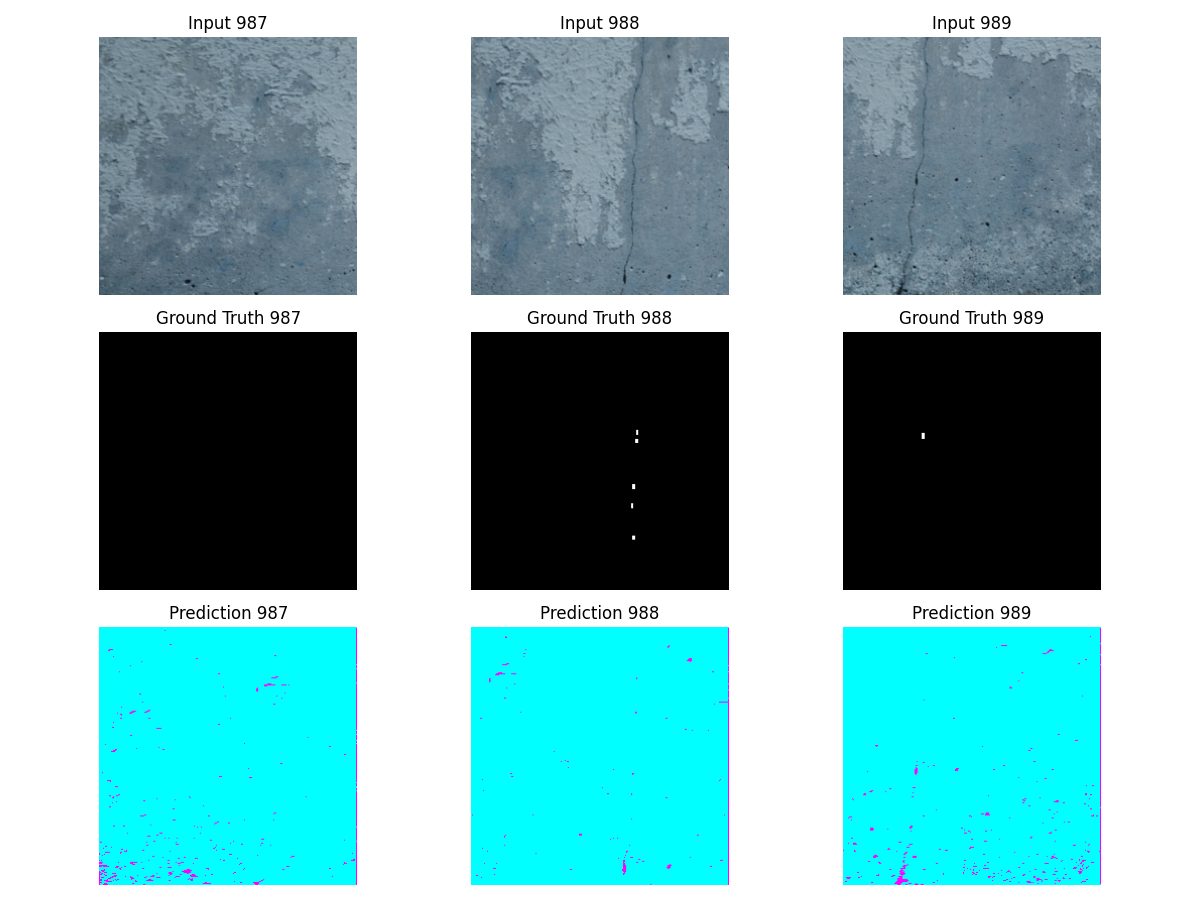 Input 987
Input 988
Input 989
Ground Truth 987
Ground Truth 988
Ground Truth 989
Prediction 987
Prediction 988
Prediction 989